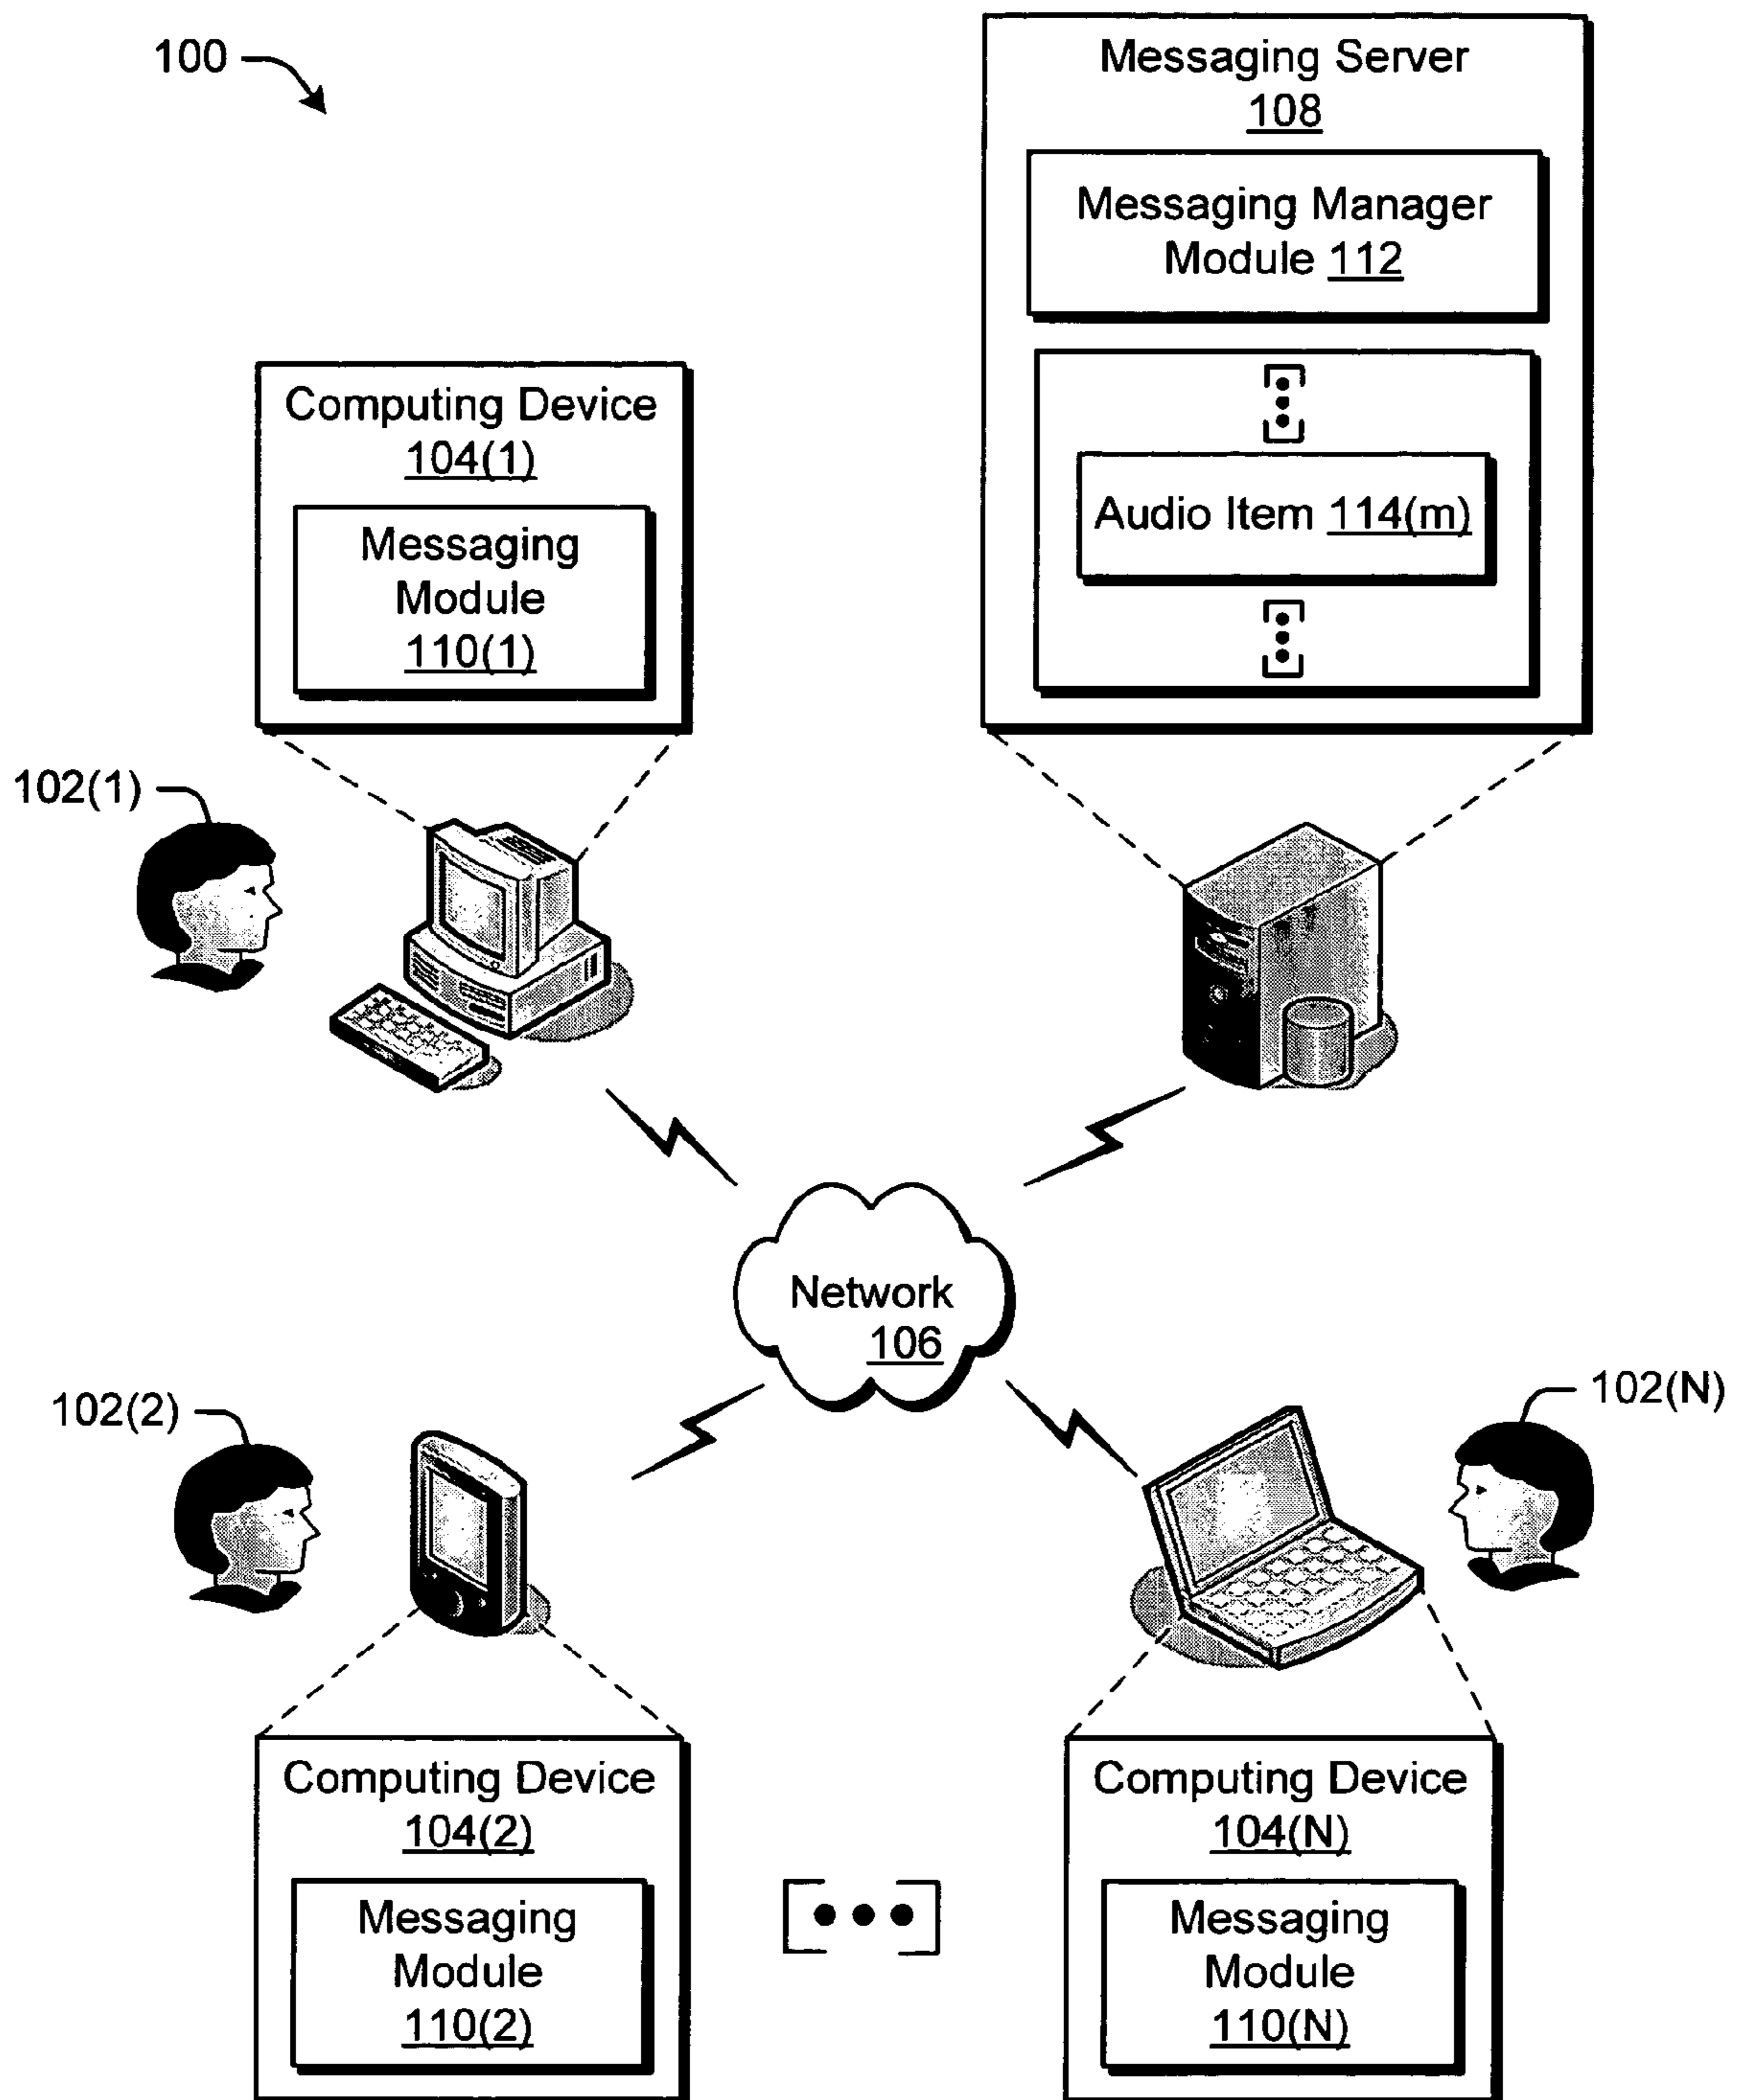 100
Messaging Server
108
Messaging Manager
Module 112
Audio Item 114(m)
Computing Device
104(1)
Messaging
Module
110(1)
102(1)
Network
106
102(2)
102(N)
Computing Device
104(2)
Messaging
Module
110(2)
Computing Device
104(N)
Messaging
Module
110(N)